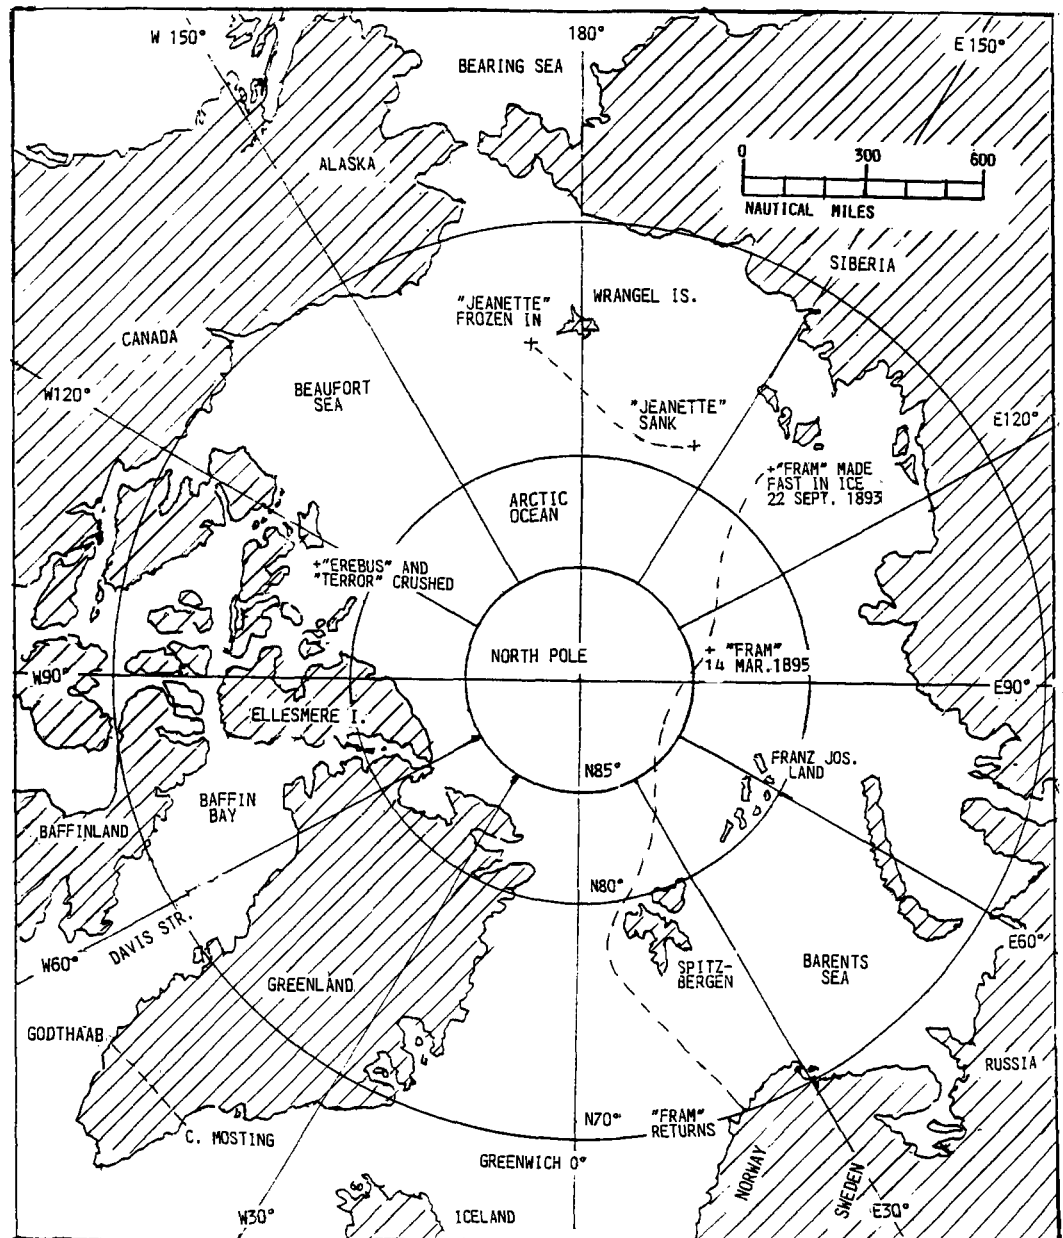 W 150°
180°
E 150°
BEARING SEA
ALASKA
0 300 600
NAUTICAL MILES
SIBERIA
"JEANETTE"
FROZEN IN
WRANGEL IS.
CANADA
W120°
BEAUFORT
SEA
"JEANETTE"
SANK
E120°
+"FRAM" MADE
FAST IN ICE
22 SEPT. 1893
ARCTIC
OCEAN
+"EREBUS" AND
"TERROR" CRUSHED
NORTH POLE
+ "FRAM"
14 MAR.1895
W90°
E90°
ELLESMERE I.
FRANZ JOS.
LAND
N85°
BAFFIN
BAY
BAFFINLAND
N80°
DAVIS STR.
W60°
E60°
GREENLAND
SPITZ-
BERGEN
BARENTS
SEA
GODTHAAB
RUSSIA
N70°
"FRAM"
RETURNS
C. MOSTING
GREENWICH 0°
NORWAY
SWEDEN
W30°
ICELAND
E30°